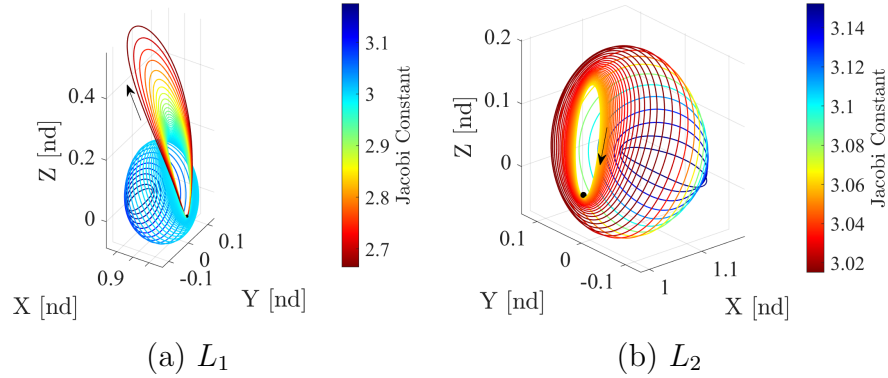 Z [nd]
0.4
0.2
0
0.9
X [nd]
0.1
0
-0.1
Y [nd]
3.1
3
2.9
2.8
2.7
Jacobi Constant
(a) L₁
Z [nd]
0.2
0.1
0
0.1
0
-0.1
Y [nd]
1
1.1
X [nd]
3.14
3.12
3.1
3.08
3.06
3.04
3.02
Jacobi Constant
(b) L₂